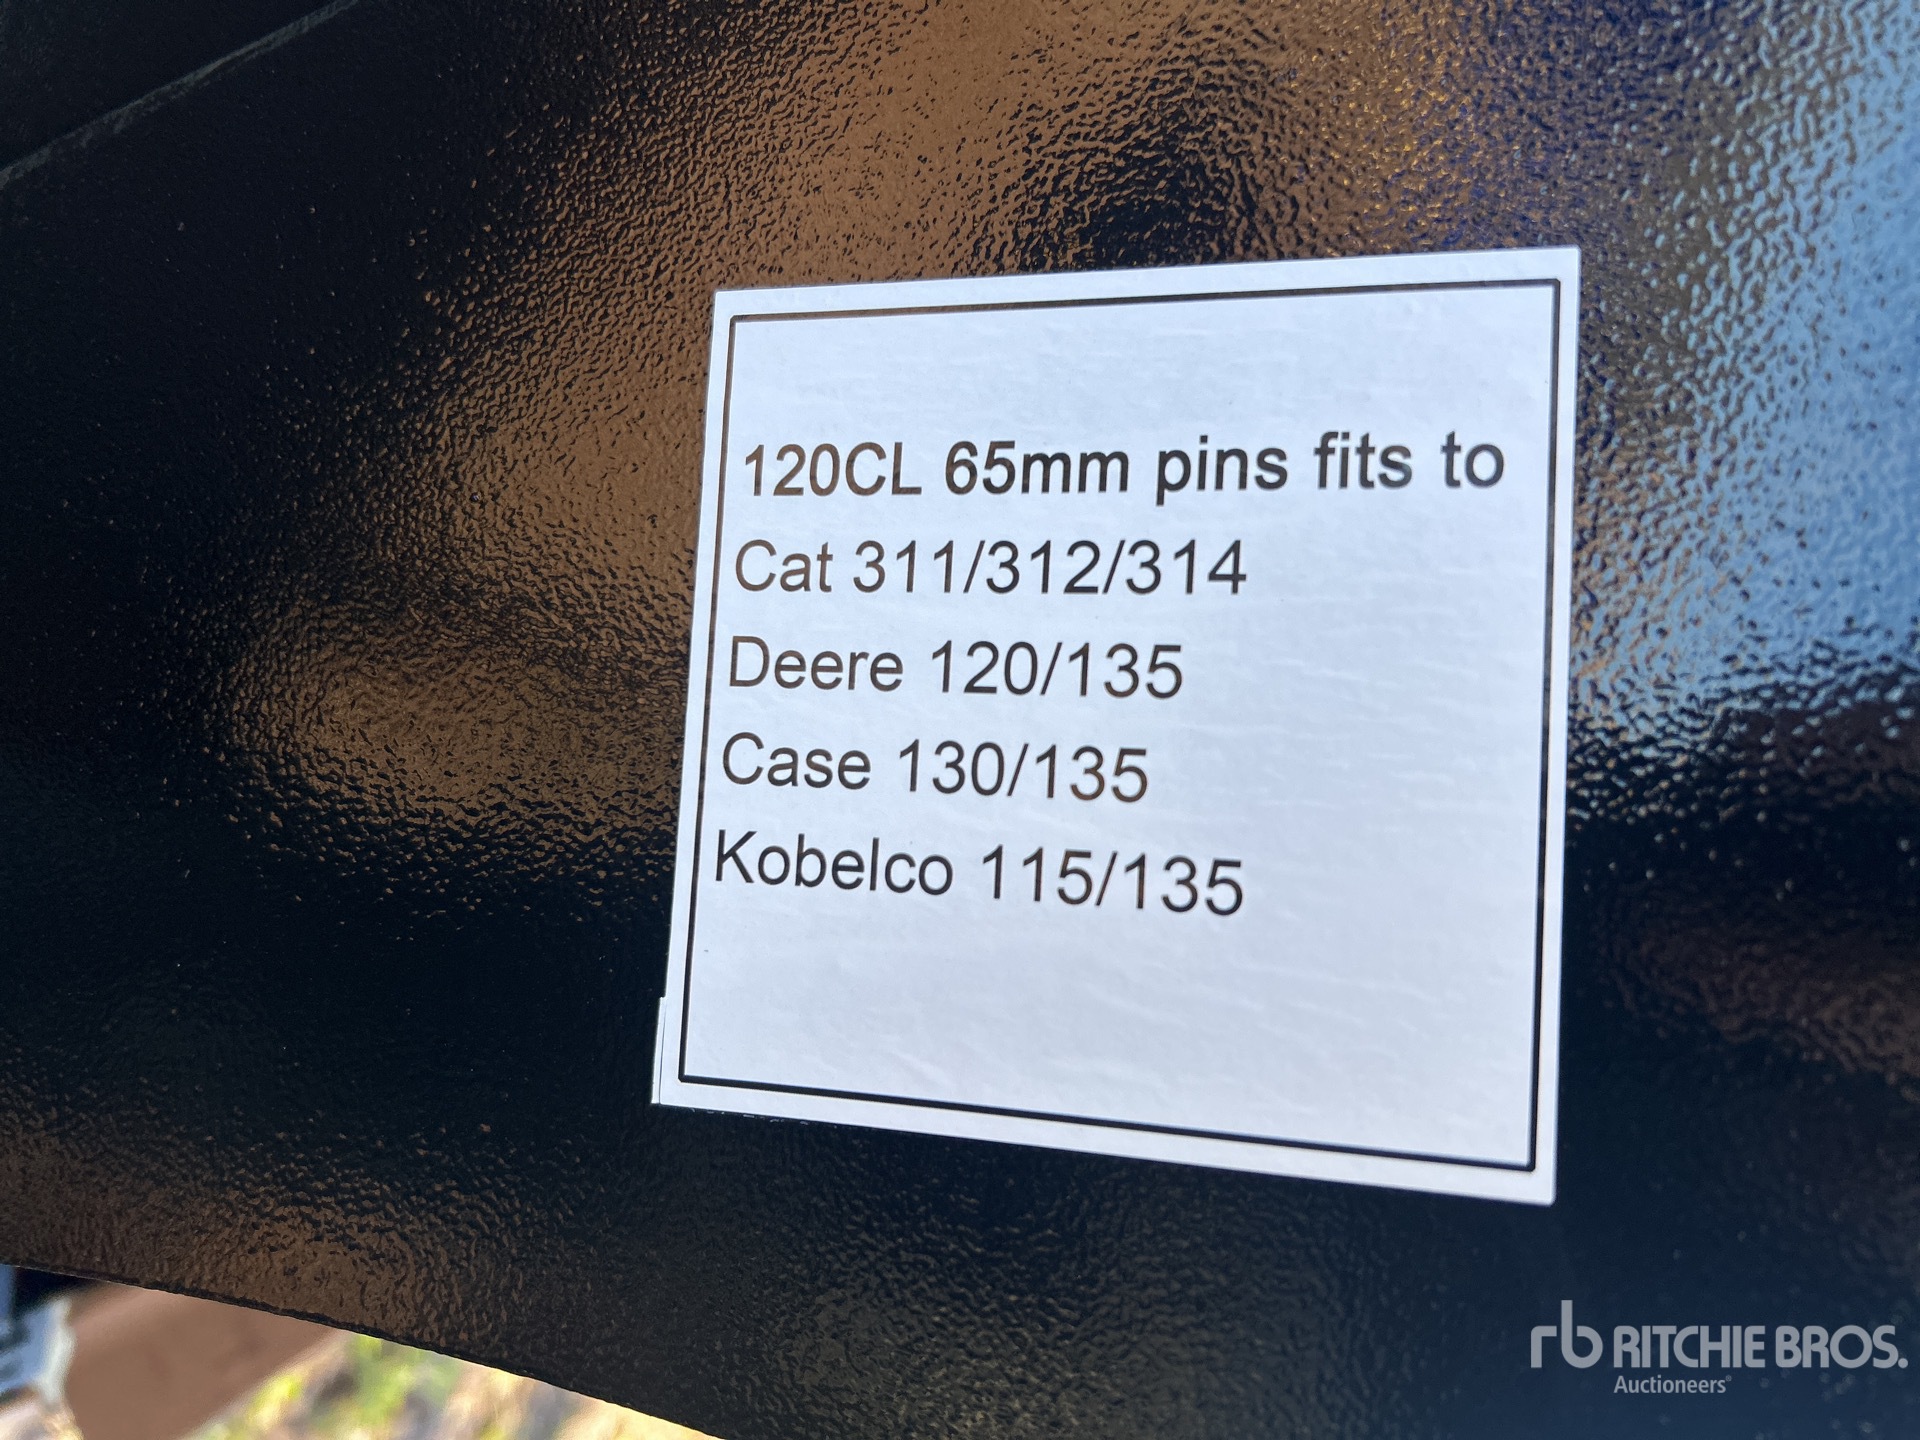 120CL 65mm pins fits to
Cat 311/312/314
Deere 120/135
Case 130/135
Kobelco 115/135
rb RITCHIE BROS.
Auctioneers